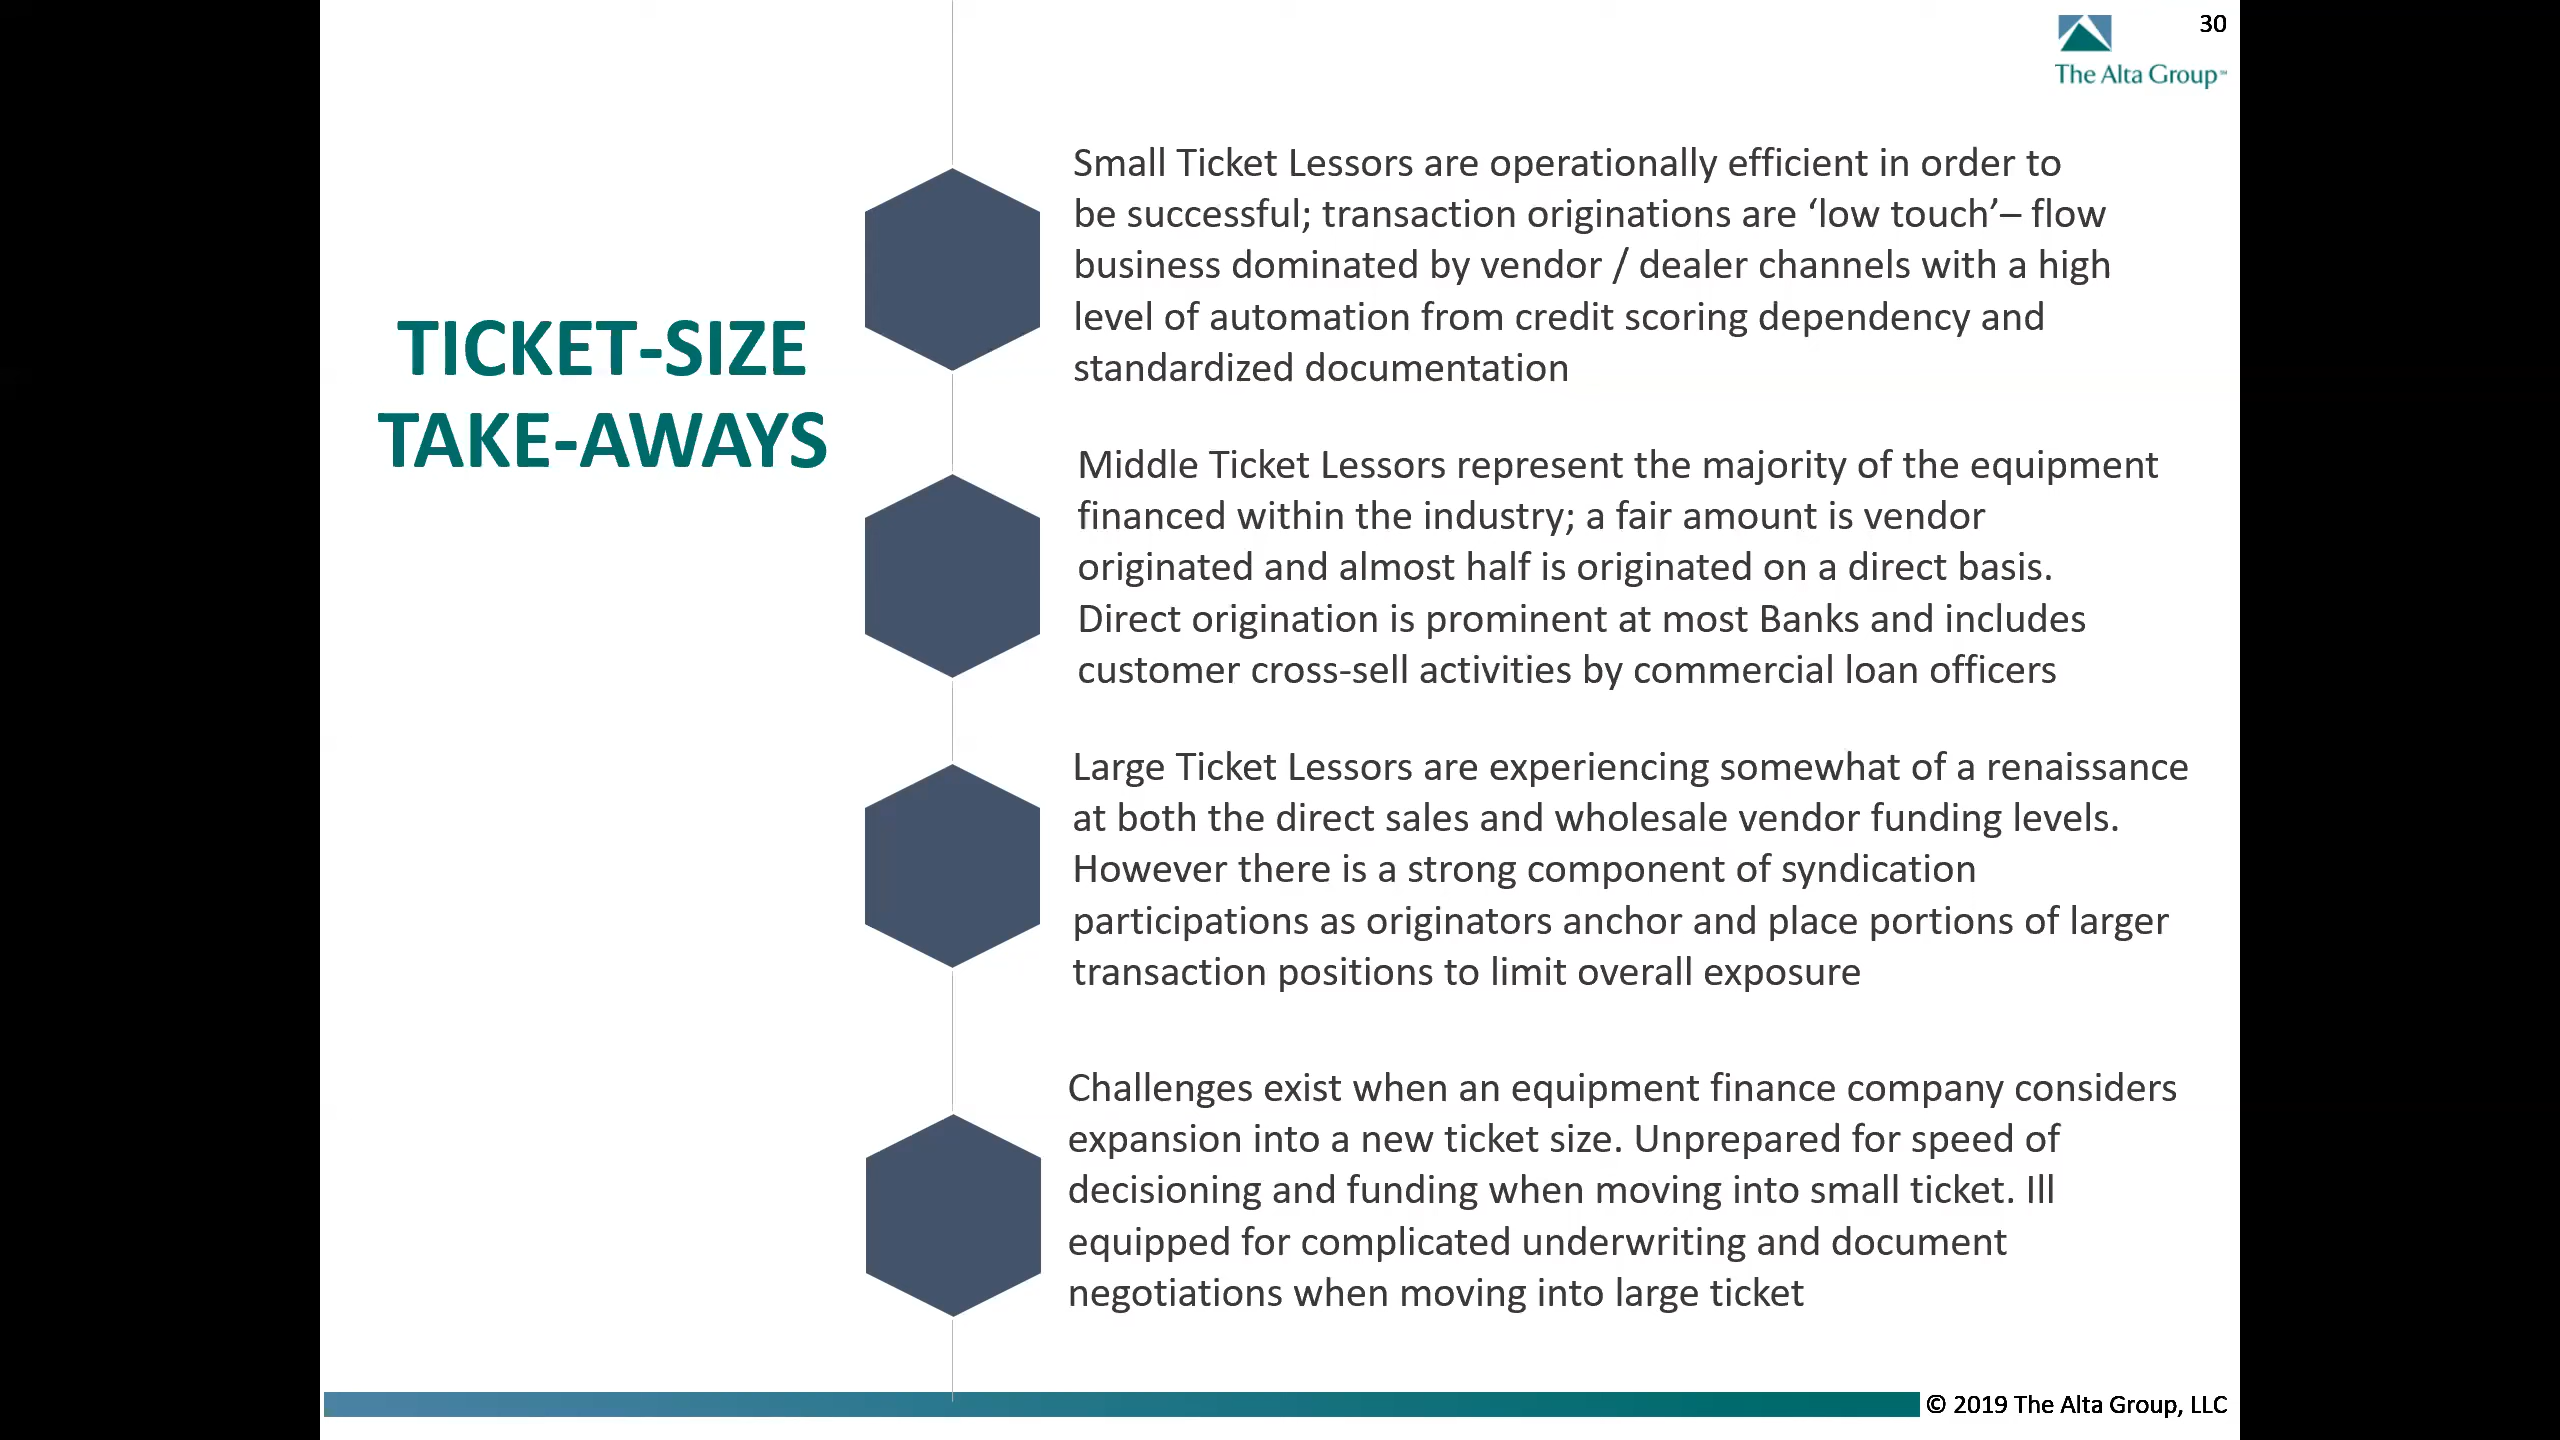 30
The Alta Group℠
TICKET-SIZE
TAKE-AWAYS
Small Ticket Lessors are operationally efficient in order to
be successful; transaction originations are ‘low touch’– flow
business dominated by vendor / dealer channels with a high
level of automation from credit scoring dependency and
standardized documentation
Middle Ticket Lessors represent the majority of the equipment
financed within the industry; a fair amount is vendor
originated and almost half is originated on a direct basis.
Direct origination is prominent at most Banks and includes
customer cross-sell activities by commercial loan officers
Large Ticket Lessors are experiencing somewhat of a renaissance
at both the direct sales and wholesale vendor funding levels.
However there is a strong component of syndication
participations as originators anchor and place portions of larger
transaction positions to limit overall exposure
Challenges exist when an equipment finance company considers
expansion into a new ticket size. Unprepared for speed of
decisioning and funding when moving into small ticket. Ill
equipped for complicated underwriting and document
negotiations when moving into large ticket
© 2019 The Alta Group, LLC